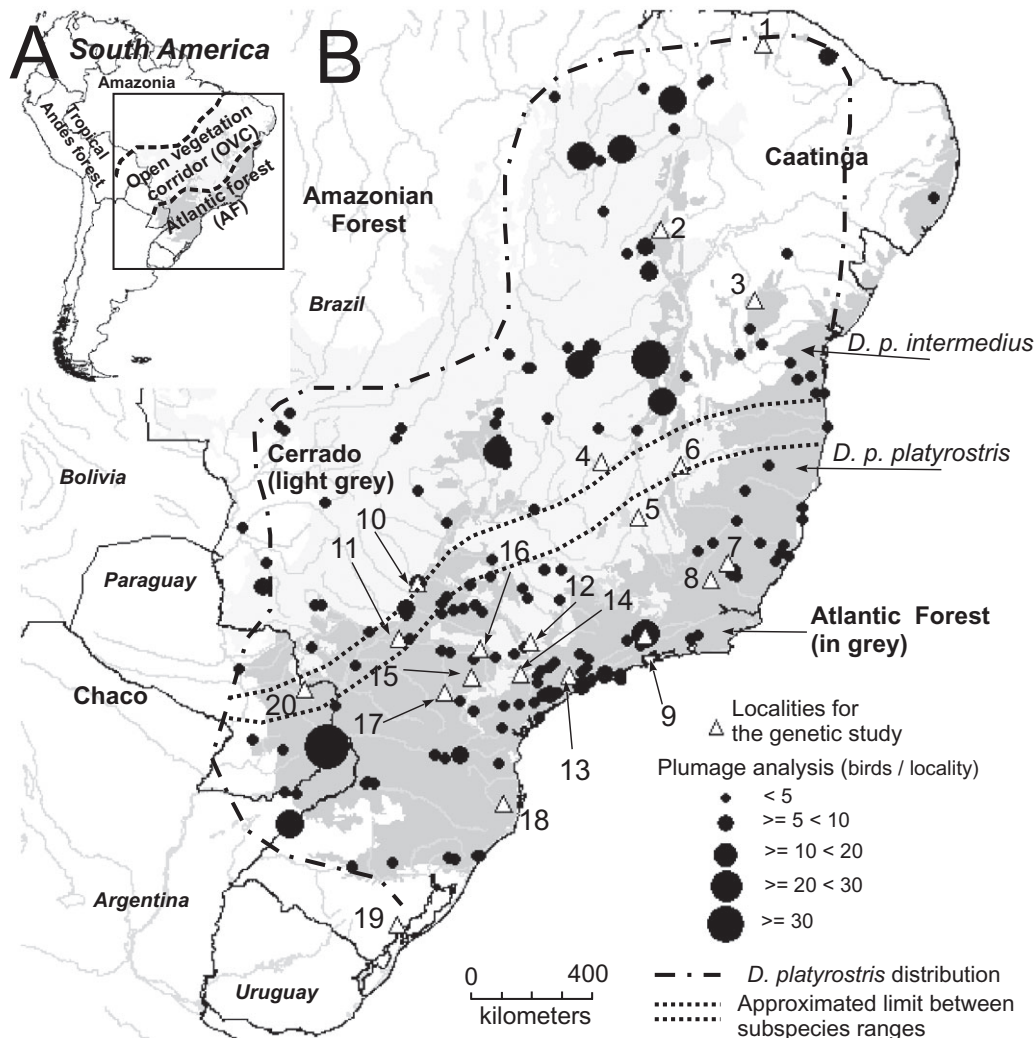 A
South America
Amazonia
Tropical
Andes forest
Open vegetation
corridor (OVC)
Atlantic forest
(AF)
B
1
Caatinga
Amazonian
Forest
2
Brazil
3
D. p. intermedius
Cerrado
(light grey)
4
6
D. p. platyrostris
Bolivia
5
10
11
16
12
14
7
8
Paraguay
Atlantic Forest
(in grey)
Chaco
15
20
17
9
13
18
Argentina
19
Uruguay
Localities for
the genetic study
Plumage analysis (birds / locality)
< 5
>= 5 < 10
>= 10 < 20
>= 20 < 30
>= 30
0 400
kilometers
D. platyrostris distribution
Approximated limit between
subspecies ranges